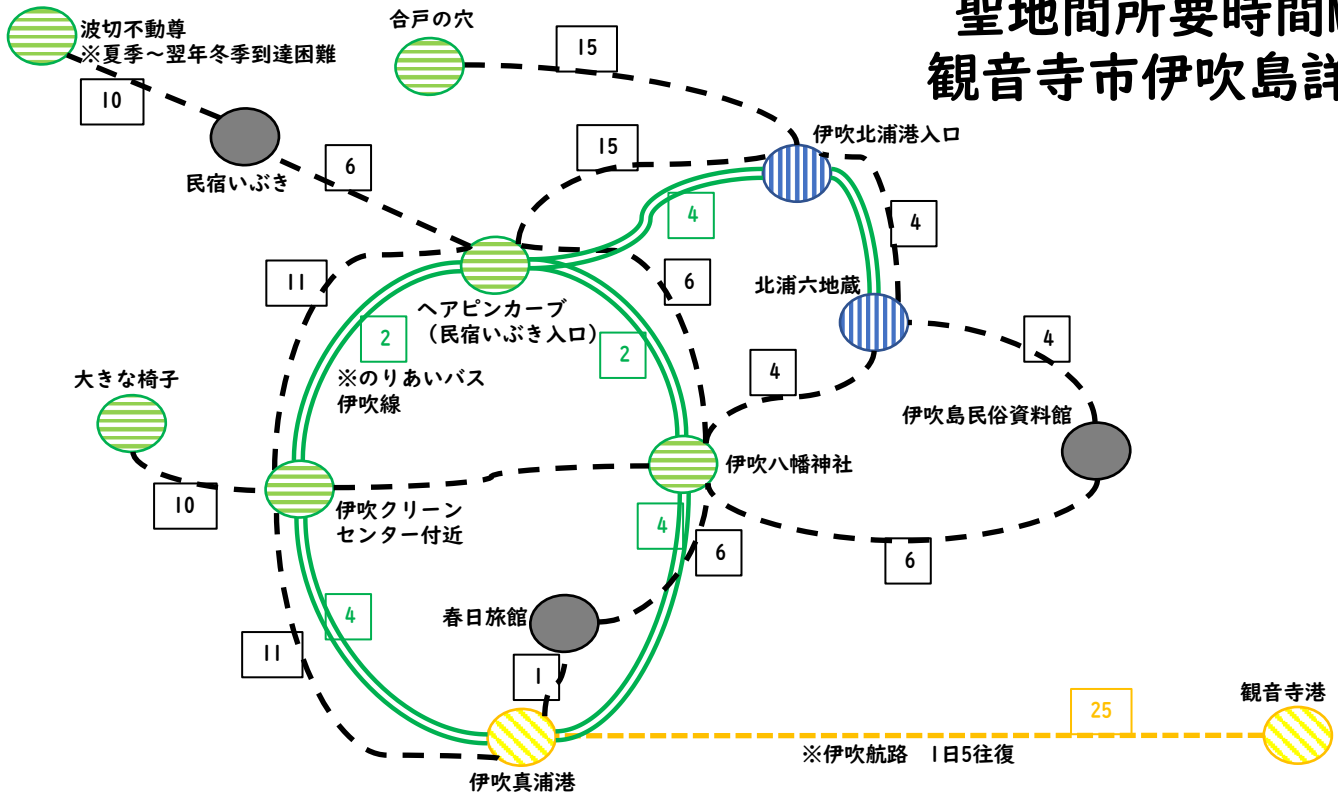 聖地間所要時間M
観音寺市伊吹島詳
波切不動尊
※夏季～翌年冬季到達困難
合戸の穴
15
10
伊吹北浦港入口
15
民宿いぶき
6
4
4
11
6
北浦六地蔵
ヘアピンカーブ
（民宿いぶき入口）
2
2
4
4
大きな椅子
※のりあいバス
伊吹線
伊吹島民俗資料館
伊吹八幡神社
10
伊吹クリーン
センター付近
4
6
6
春日旅館
4
11
1
観音寺港
25
※伊吹航路 1日5往復
伊吹真浦港